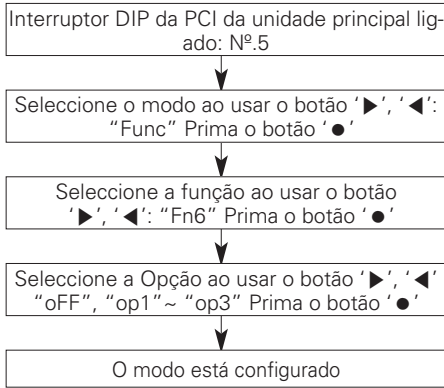 Interruptor DIP da PCI da unidade principal lig-
ado: Nº.5
Seleccione o modo ao usar o botão ‘▶’, ‘◀’:
“Func” Prima o botão ‘●’
Seleccione a função ao usar o botão
‘▶’, ‘◀’: “Fn6” Prima o botão ‘●’
Seleccione a Opção ao usar o botão ‘▶’, ‘◀’
“oFF”, “op1”~ “op3” Prima o botão ‘●’
O modo está configurado